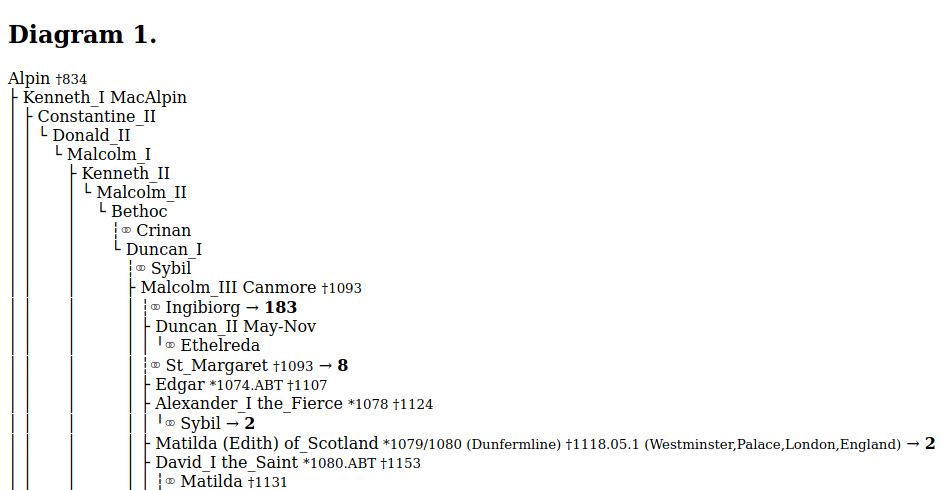 Diagram 1.
Alpin †834
├ Kenneth_I MacAlpin
│ ├ Constantine_II
│ │ └ Donald_II
│ │   └ Malcolm_I
│ │     ├ Kenneth_II
│ │     │ └ Malcolm_II
│ │     │   └ Bethoc
│ │     │     ┆⚭ Crinan
│ │     │     └ Duncan_I
│ │     │       ┆⚭ Sybil
│ │     │       ├ Malcolm_III Canmore †1093
│ │     │       │ ┆⚭ Ingibiorg → 183
│ │     │       │ ├ Duncan_II May-Nov
│ │     │       │ │ ╵⚭ Ethelreda
│ │     │       │ ┆⚭ St_Margaret †1093 → 8
│ │     │       │ ├ Edgar *1074.ABT †1107
│ │     │       │ ├ Alexander_I the_Fierce *1078 †1124
│ │     │       │ │ ╵⚭ Sybil → 2
│ │     │       │ ├ Matilda (Edith) of_Scotland *1079/1080 (Dunfermline) †1118.05.1 (Westminster,Palace,London,England) → 2
│ │     │       │ ├ David_I the_Saint *1080.ABT †1153
│ │     │       │ │ ┆⚭ Matilda †1131